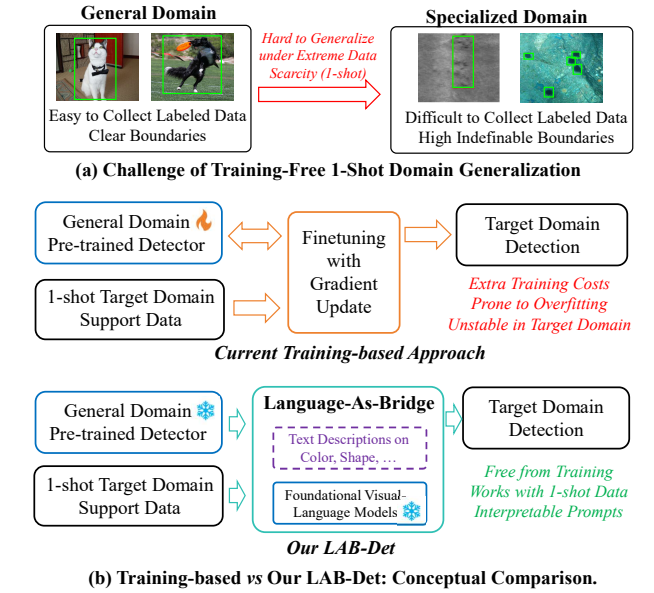 General Domain
Specialized Domain
Hard to Generalize
under Extreme Data
Scarcity (1-shot)
Easy to Collect Labeled Data
Clear Boundaries
Difficult to Collect Labeled Data
High Indefinable Boundaries
(a) Challenge of Training-Free 1-Shot Domain Generalization
General Domain
Pre-trained Detector
1-shot Target Domain
Support Data
Finetuning
with
Gradient
Update
Target Domain
Detection
Extra Training Costs
Prone to Overfitting
Unstable in Target Domain
Current Training-based Approach
General Domain
Pre-trained Detector
1-shot Target Domain
Support Data
Language-As-Bridge
Text Descriptions on
Color, Shape, …
Foundational Visual-
Language Models
Target Domain
Detection
Free from Training
Works with 1-shot Data
Interpretable Prompts
Our LAB-Det
(b) Training-based vs Our LAB-Det: Conceptual Comparison.